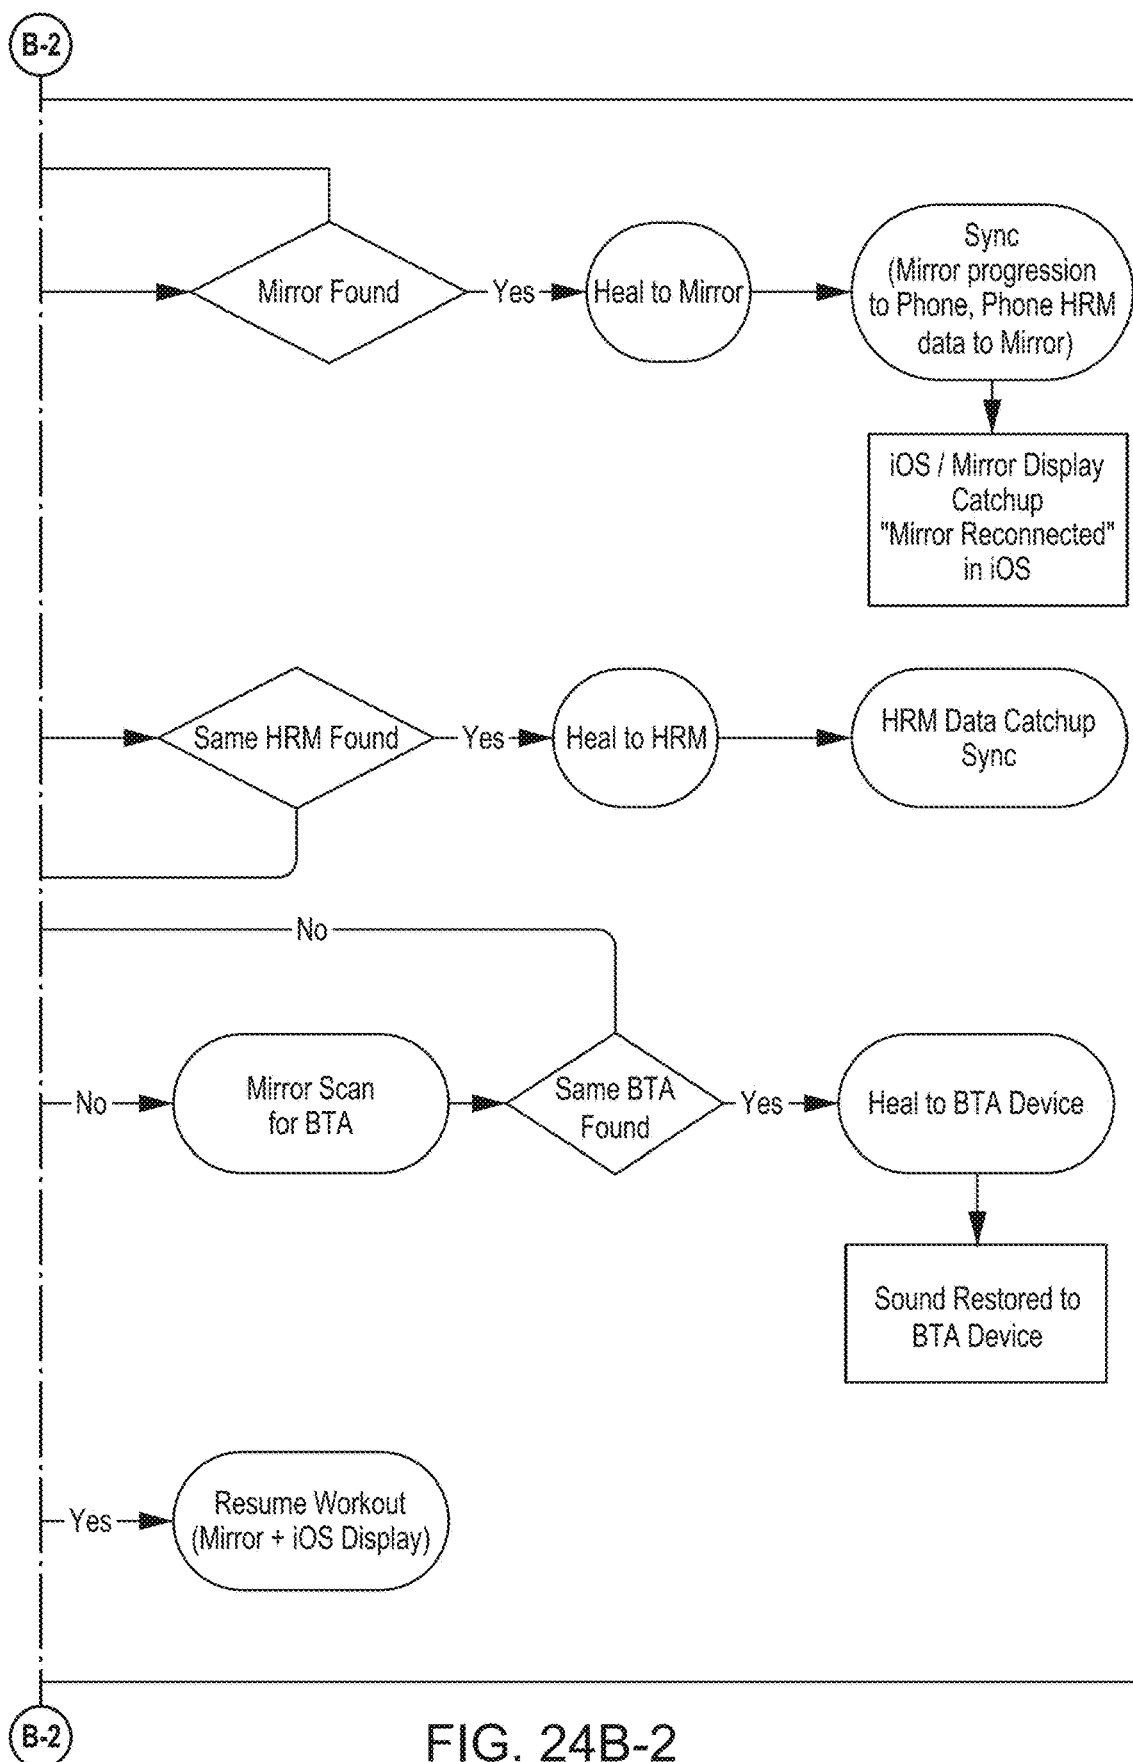 B-2
Mirror Found
Yes
Heal to Mirror
Sync
(Mirror progression
to Phone, Phone HRM
data to Mirror)
iOS / Mirror Display
Catchup
"Mirror Reconnected"
in iOS
Same HRM Found
Yes
Heal to HRM
HRM Data Catchup
Sync
No
No
Mirror Scan
for BTA
Same BTA
Found
Yes
Heal to BTA Device
Sound Restored to
BTA Device
Yes
Resume Workout
(Mirror + iOS Display)
B-2
FIG. 24B-2